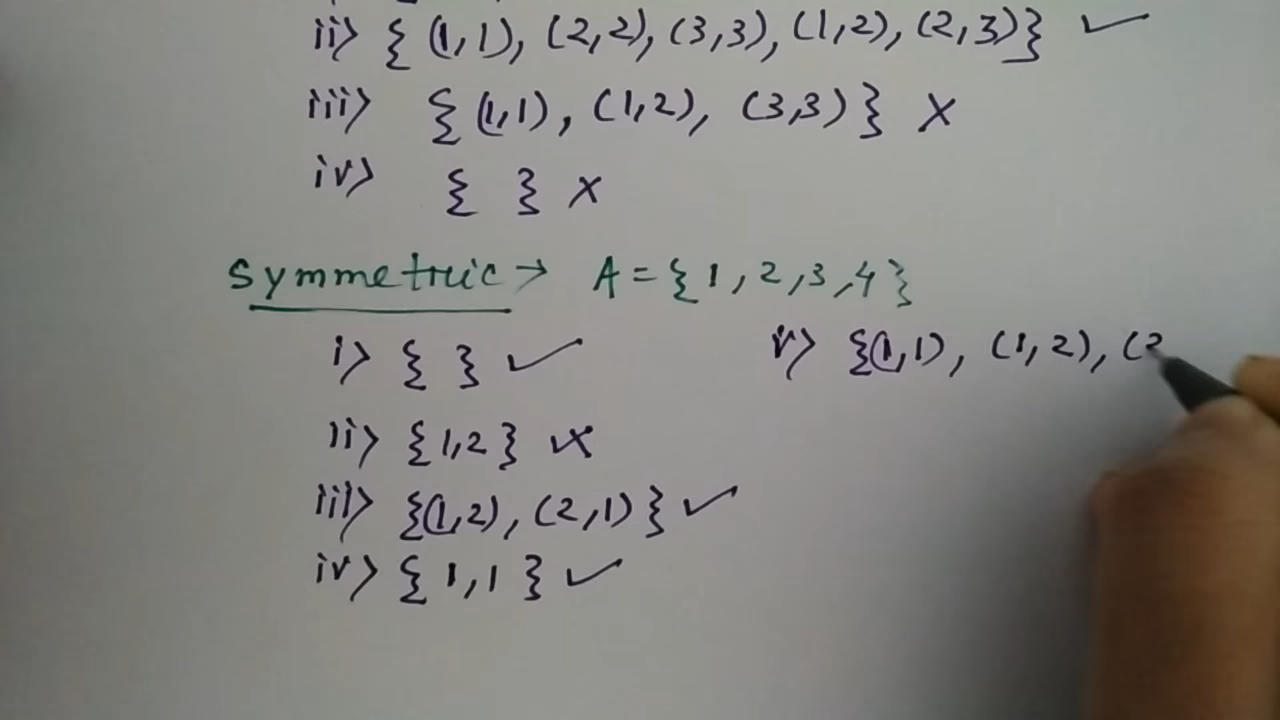 ii> { (1,1), (2,2), (3,3), (1,2), (2,3)} ✓
iii> { (1,1), (1,2), (3,3) } X
iv> { } X
Symmetric → A = {1, 2, 3, 4}
i> { } ✓
ii> {1,2} X
iii> {(1,2), (2,1)} ✓
iv> { 1,1 } ✓
v> {(1,1), (1,2), (2